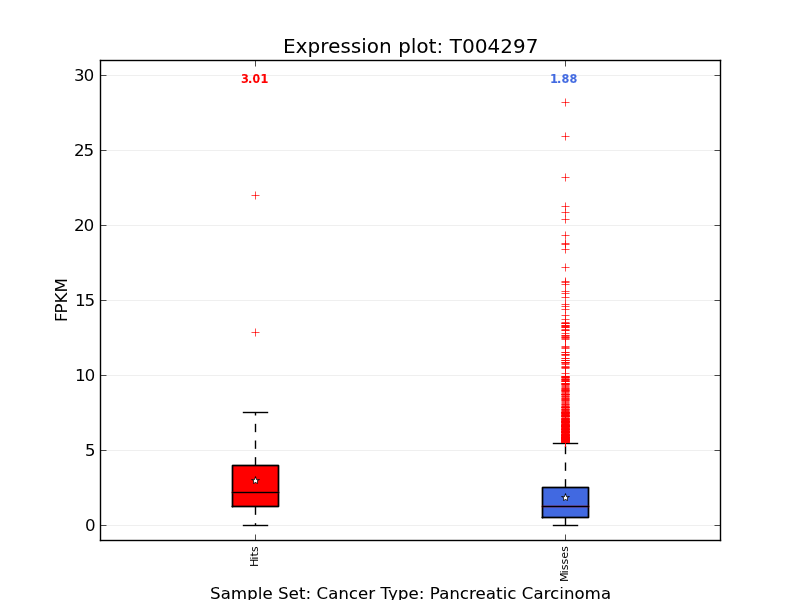 Expression plot: T004297
3.01
1.88
30
25
20
15
10
5
0
FPKM
Hits
Misses
Sample Set: Cancer Type: Pancreatic Carcinoma